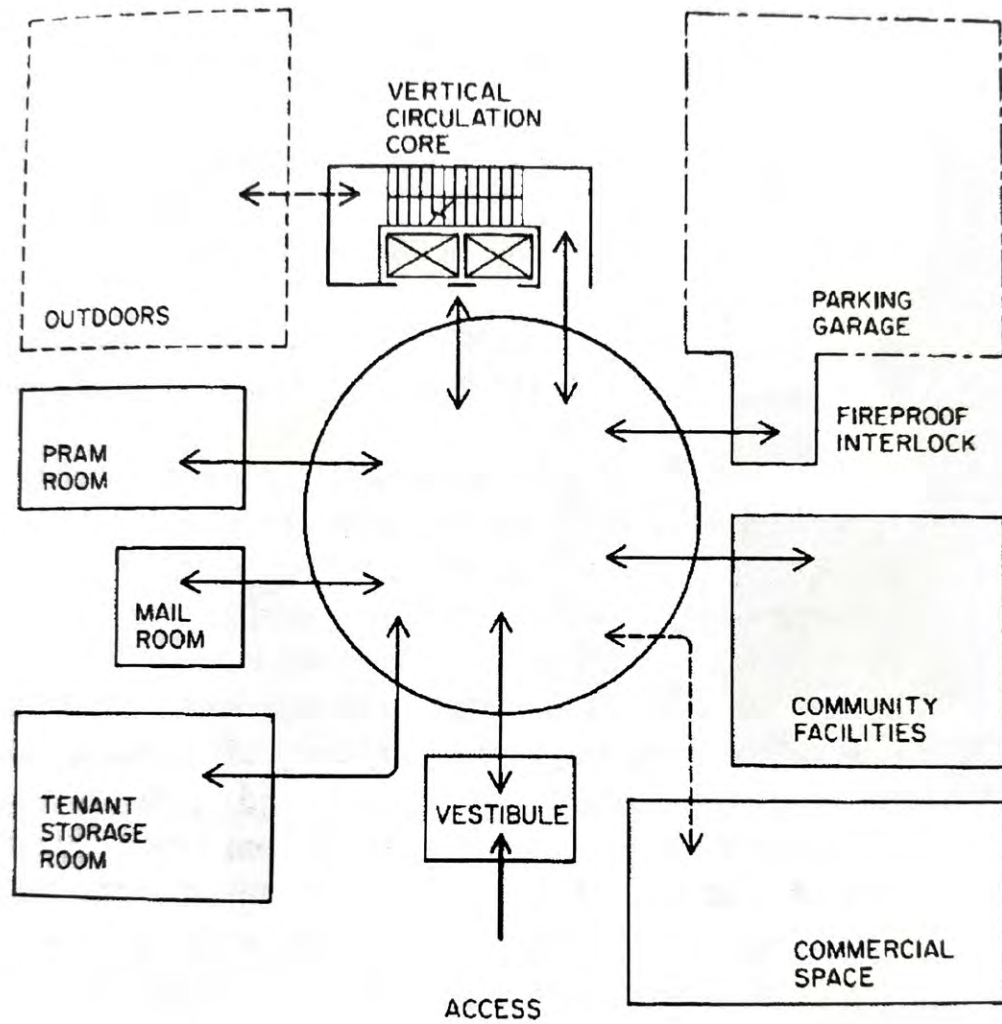 VERTICAL
CIRCULATION
CORE
OUTDOORS
PARKING
GARAGE
FIREPROOF
INTERLOCK
PRAM
ROOM
MAIL
ROOM
COMMUNITY
FACILITIES
TENANT
STORAGE
ROOM
VESTIBULE
COMMERCIAL
SPACE
ACCESS